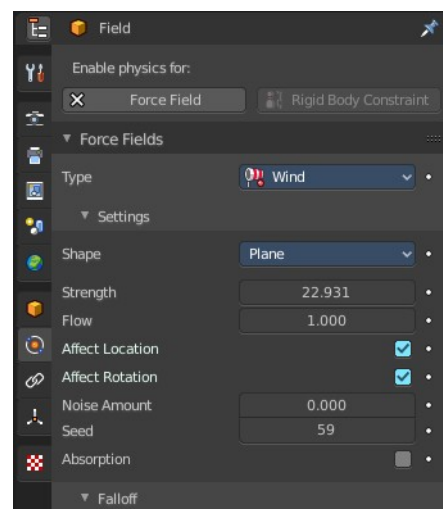 Field
Enable physics for:
Force Field
Rigid Body Constraint
Force Fields
Type Wind
Settings
Shape Plane
Strength 22.931
Flow 1.000
Affect Location
Affect Rotation
Noise Amount 0.000
Seed 59
Absorption
Falloff